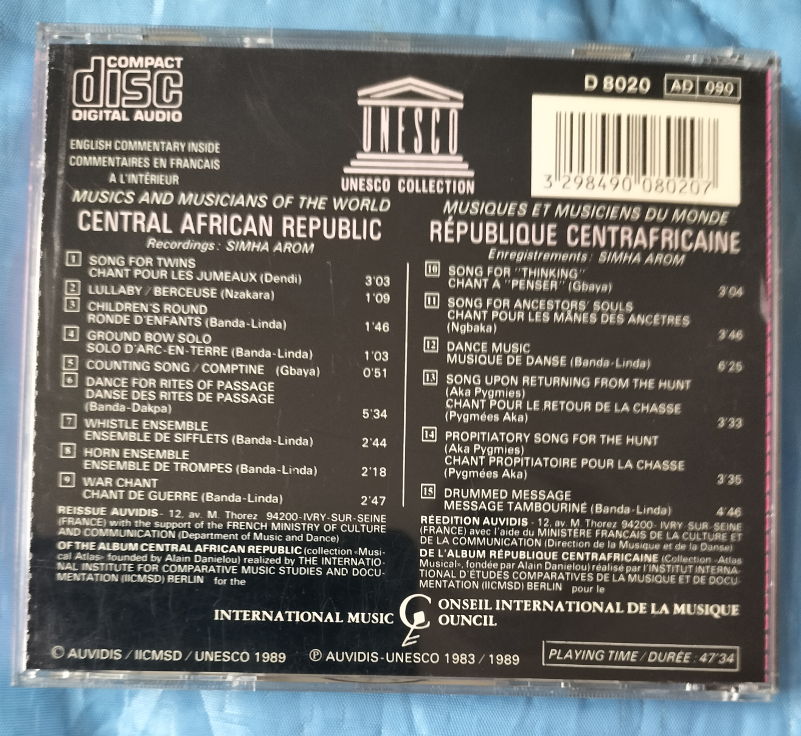 COMPACT
disc
DIGITAL AUDIO
UNESCO
UNESCO COLLECTION
D 8020 AD 090
3 298490 080207
ENGLISH COMMENTARY INSIDE
COMMENTAIRES EN FRANCAIS
A L'INTÉRIEUR
MUSICS AND MUSICIANS OF THE WORLD
CENTRAL AFRICAN REPUBLIC
Recordings: SIMHA AROM
1 SONG FOR TWINS
CHANT POUR LES JUMEAUX (Dendi) 3'03
2 LULLABY / BERCEUSE (Nzakara) 1'09
3 CHILDREN'S ROUND
RONDE D'ENFANTS (Banda-Linda) 1'46
4 GROUND BOW SOLO
SOLO D'ARC-EN-TERRE (Banda-Linda) 1'03
5 COUNTING SONG / COMPTINE (Gbaya) 0'51
6 DANCE FOR RITES OF PASSAGE
DANSE DES RITES DE PASSAGE
(Banda-Dakpa) 5'34
7 WHISTLE ENSEMBLE
ENSEMBLE DE SIFFLETS (Banda-Linda) 2'44
8 HORN ENSEMBLE
ENSEMBLE DE TROMPES (Banda-Linda) 2'18
9 WAR CHANT
CHANT DE GUERRE (Banda-Linda) 2'47
REISSUE AUVIDIS - 12, av. M. Thorez 94200-IVRY-SUR-SEINE
(FRANCE) with the support of the FRENCH MINISTRY OF CULTURE
AND COMMUNICATION (Department of Music and Dance)
OF THE ALBUM CENTRAL AFRICAN REPUBLIC (collection «Musi-
cal Atlas» founded by Alain Danielou) realized by THE INTERNATIO-
NAL INSTITUTE FOR COMPARATIVE MUSIC STUDIES AND DOCU-
MENTATION (IICMSD) BERLIN for the
MUSIQUES ET MUSICIENS DU MONDE
RÉPUBLIQUE CENTRAFRICAINE
Enregistrements: SIMHA AROM
10 SONG FOR "THINKING"
CHANT A "PENSER" (Gbaya) 3'04
11 SONG FOR ANCESTORS' SOULS
CHANT POUR LES MÂNES DES ANCÊTRES
(Ngbaka) 3'46
12 DANCE MUSIC
MUSIQUE DE DANSE (Banda-Linda) 6'25
13 SONG UPON RETURNING FROM THE HUNT
(Aka Pygmies)
CHANT POUR LE RETOUR DE LA CHASSE
(Pygmées Aka) 3'33
14 PROPITIATORY SONG FOR THE HUNT
(Aka Pygmies)
CHANT PROPITIATOIRE POUR LA CHASSE
(Pygmées Aka) 3'35
15 DRUMMED MESSAGE
MESSAGE TAMBOURINÉ (Banda-Linda) 4'46
RÉEDITION AUVIDIS - 12, av. M. Thorez 94200- IVRY-SUR-SEINE
(FRANCE) avec l'aide du MINISTÈRE FRANÇAIS DE LA CULTURE ET
DE LA COMMUNICATION (Direction de la Musique et de la Danse)
DE L'ALBUM RÉPUBLIQUE CENTRAFRICAINE (Collection «Atlas
Musical», fondée par Alain Danielou) réalisé par l'INSTITUT INTERNA-
TIONAL D'ÉTUDES COMPARATIVES DE LA MUSIQUE ET DE DOCU-
MENTATION (IICMSD) BERLIN pour le
INTERNATIONAL MUSIC CONSEIL INTERNATIONAL DE LA MUSIQUE
OUNCIL
© AUVIDIS / IICMSD / UNESCO 1989 ℗ AUVIDIS-UNESCO 1983 / 1989 PLAYING TIME / DURÉE : 47'34